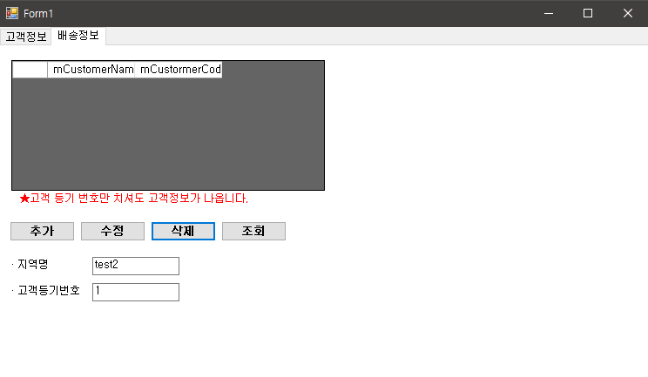 Form1
고객정보 배송정보
mCustomerNam mCustormerCod
★고객 등기 번호만 치셔도 고객정보가 나옵니다.
추가 수정 삭제 조회
· 지역명 test2
· 고객등기번호 1